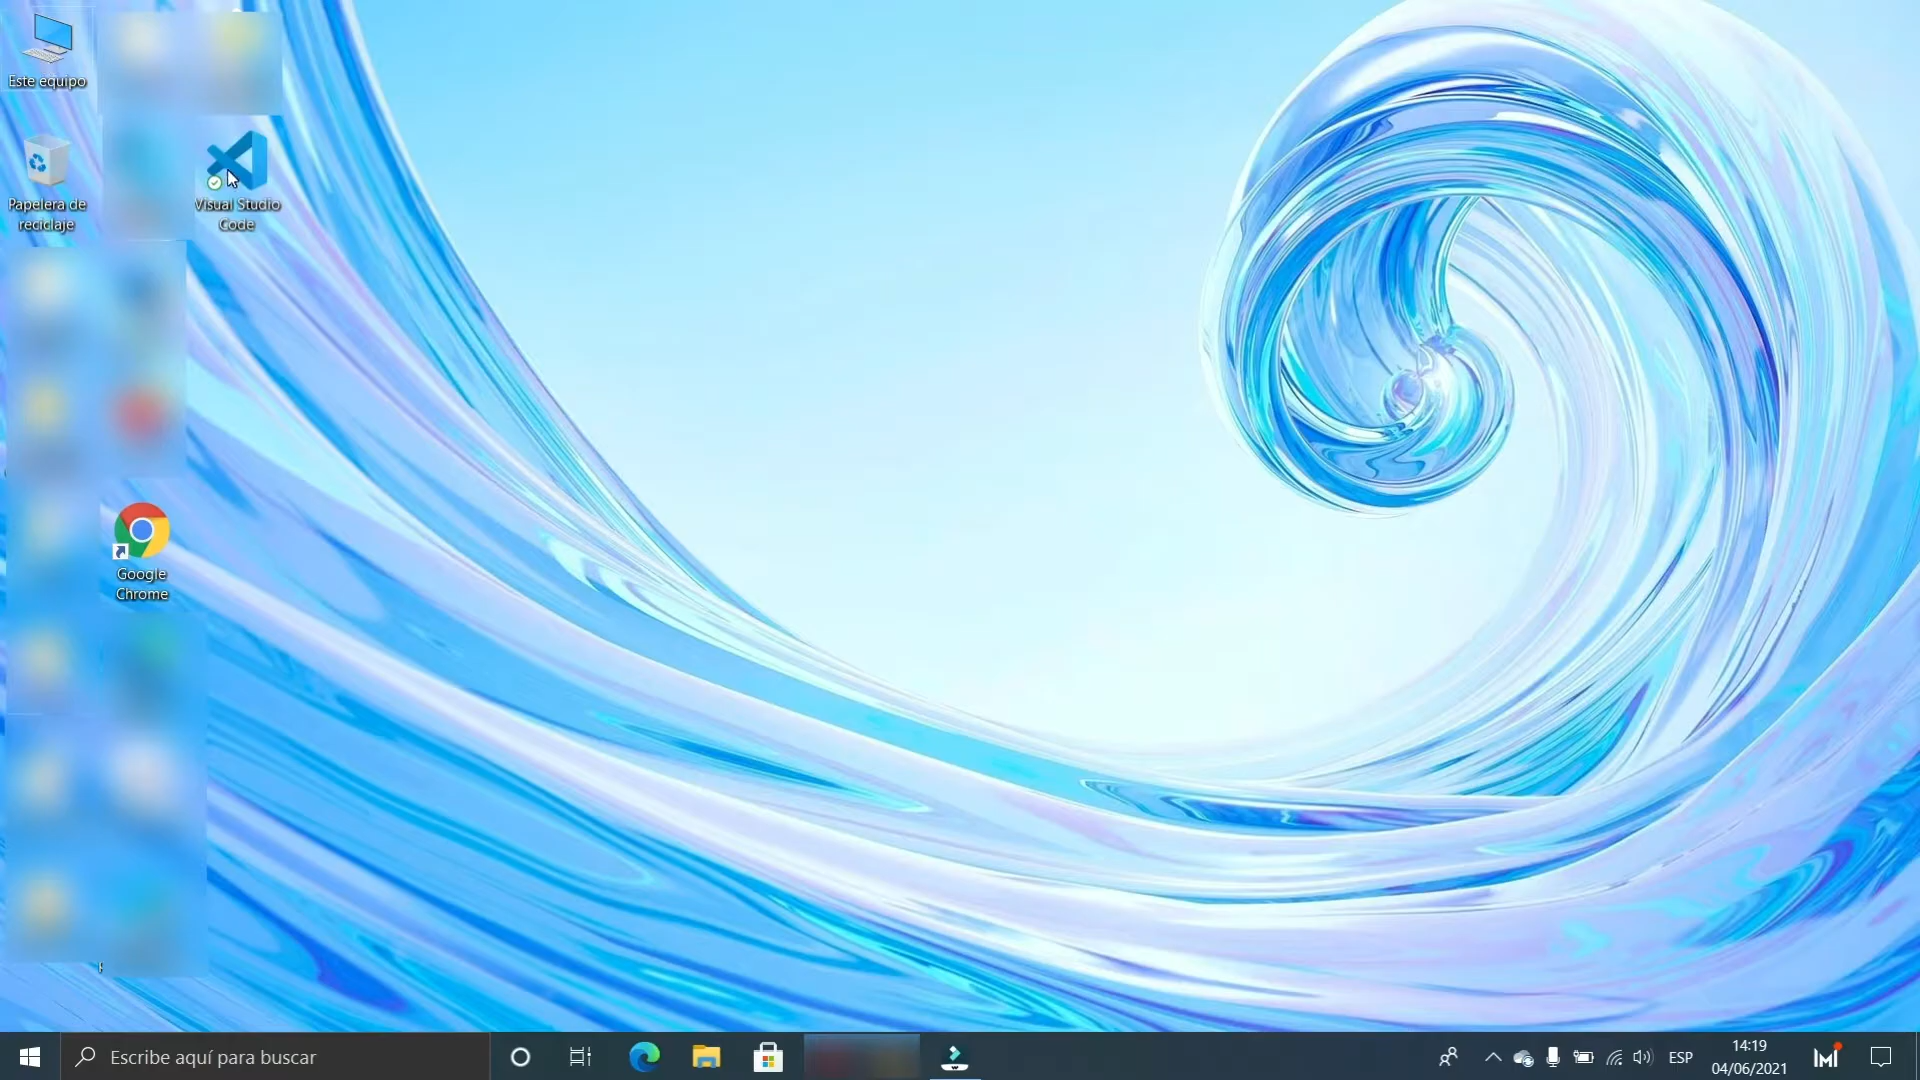 Este equipo
Papelera de
reciclaje
Visual Studio
Code
Google
Chrome
Escribe aquí para buscar
ESP
14:19
04/06/2021